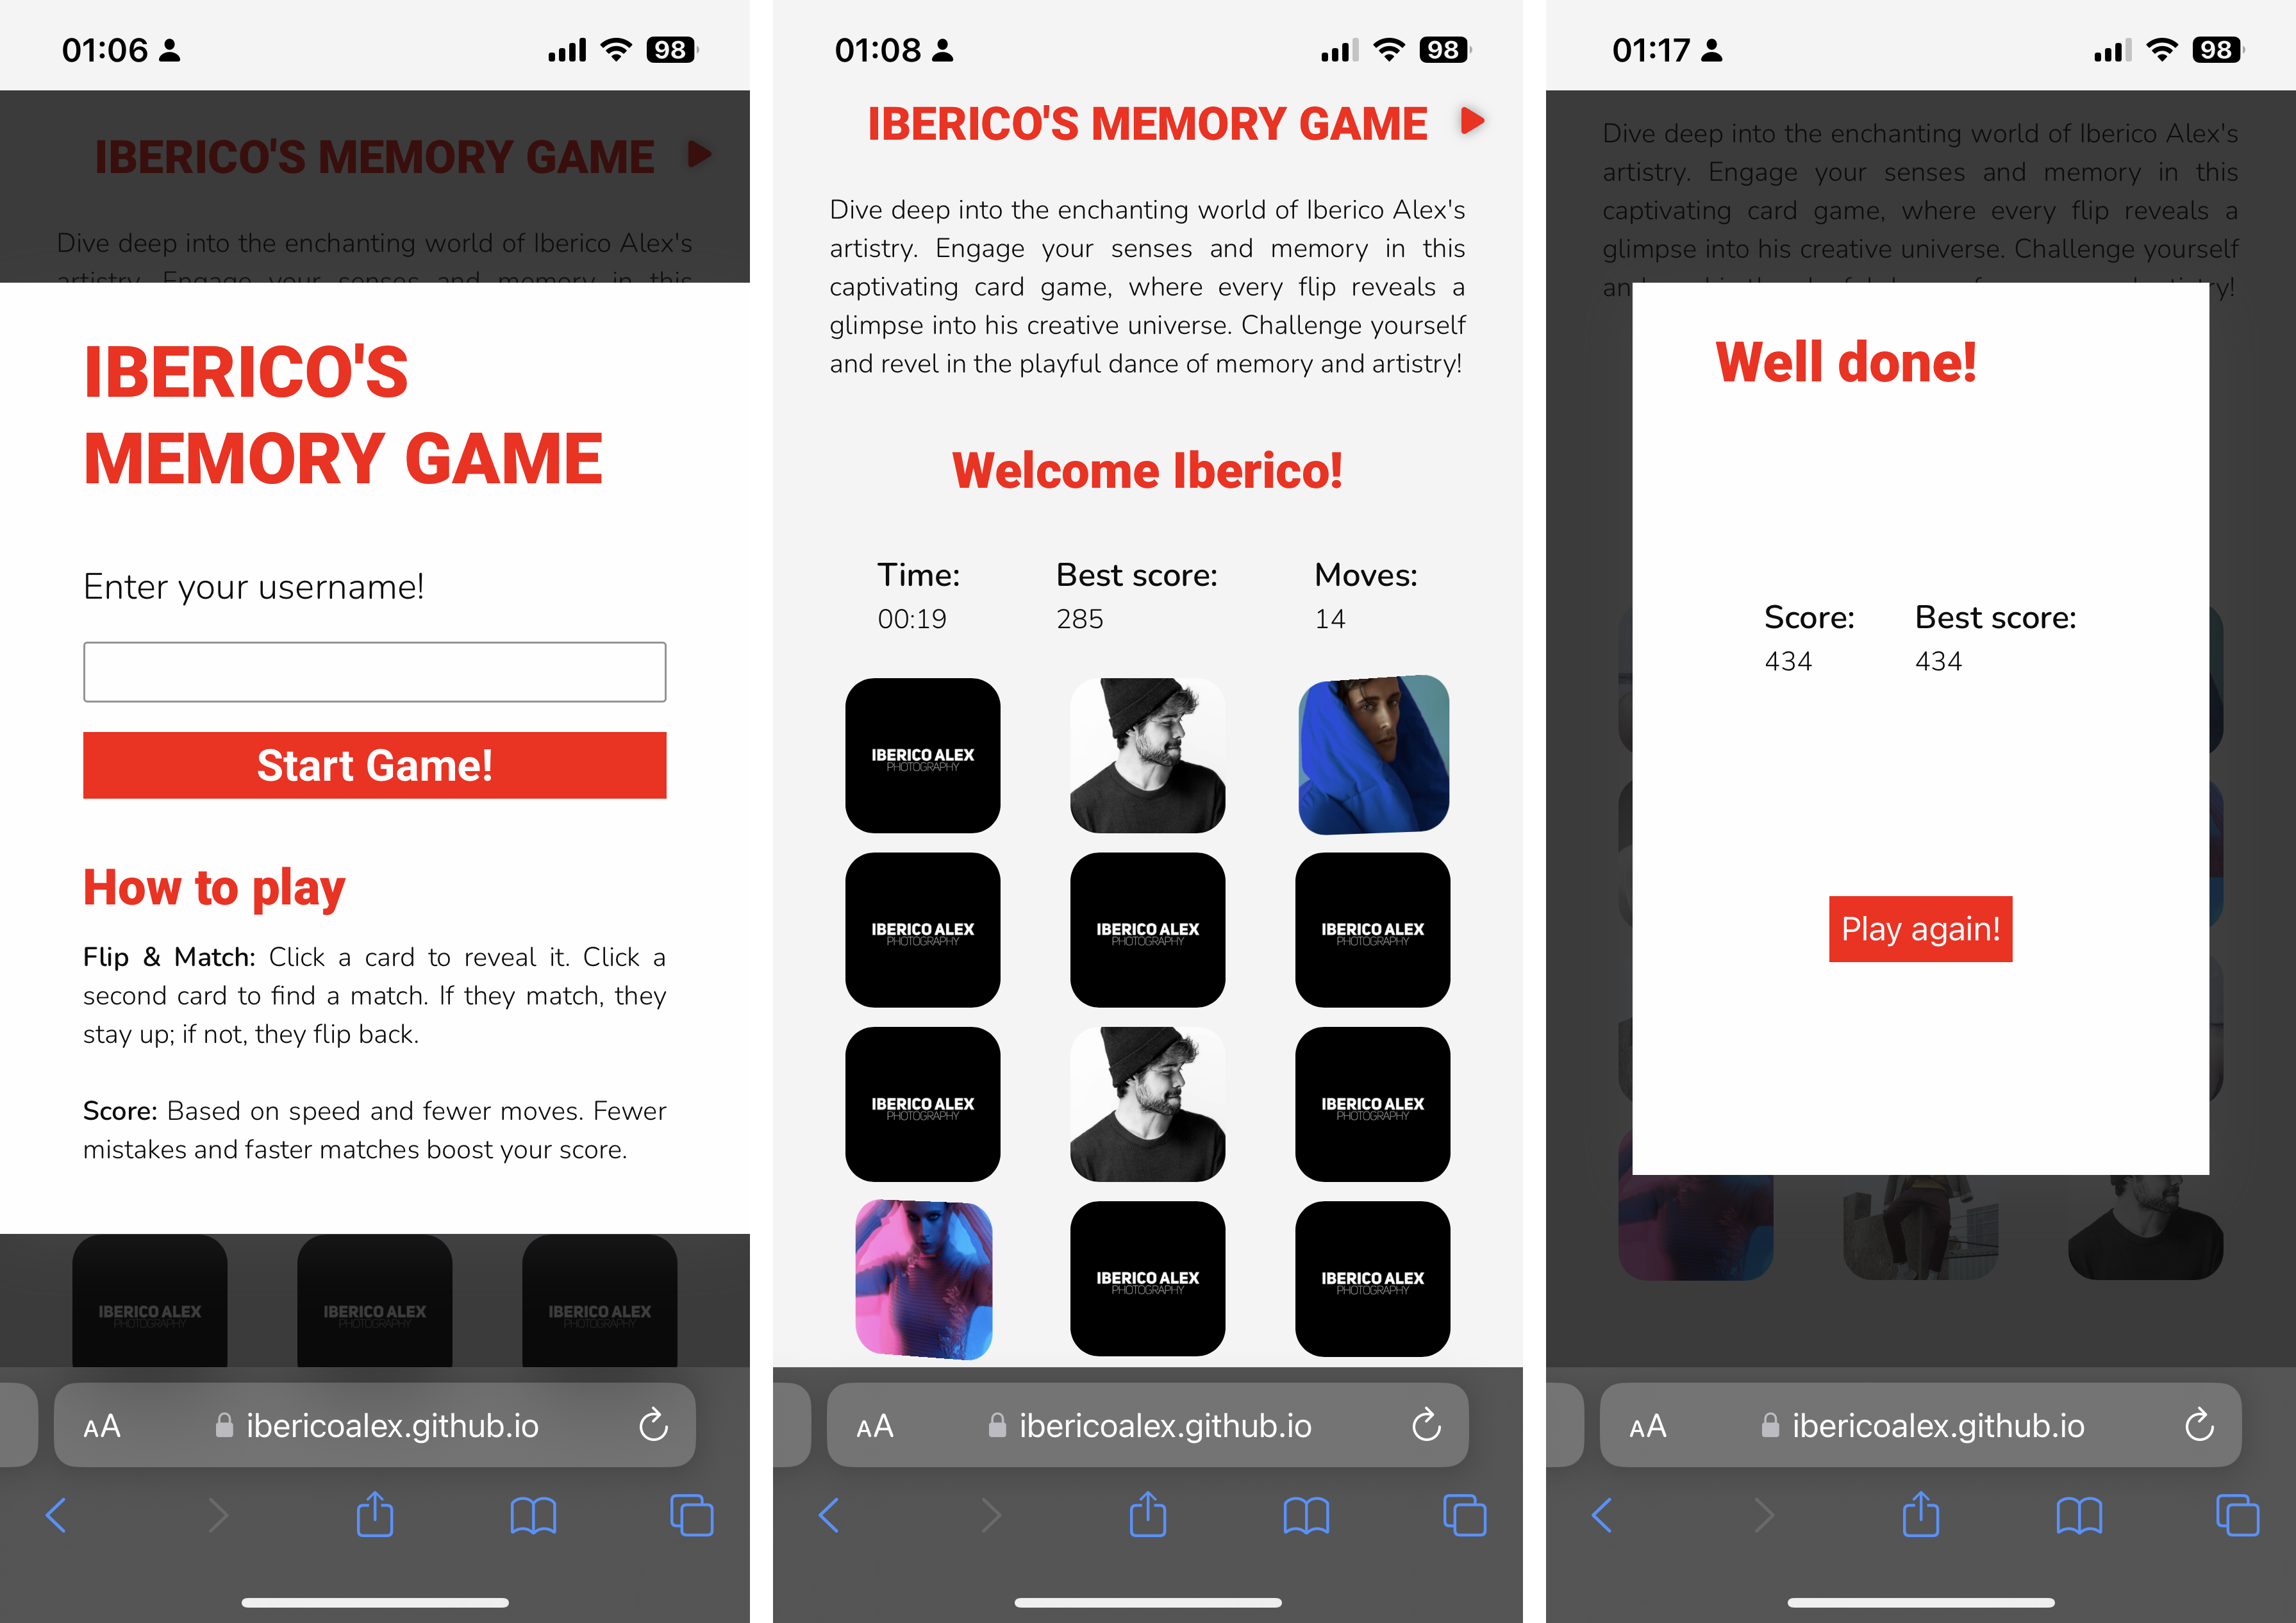 01:06
98
IBERICO'S MEMORY GAME
Dive deep into the enchanting world of Iberico Alex's
artistry. Engage your senses and memory in this
IBERICO'S
MEMORY GAME
Enter your username!
Start Game!
How to play
Flip & Match: Click a card to reveal it. Click a
second card to find a match. If they match, they
stay up; if not, they flip back.
Score: Based on speed and fewer moves. Fewer
mistakes and faster matches boost your score.
IBERICO ALEX
PHOTOGRAPHY
IBERICO ALEX
PHOTOGRAPHY
IBERICO ALEX
PHOTOGRAPHY
AA
ibericoalex.github.io
01:08
98
IBERICO'S MEMORY GAME
Dive deep into the enchanting world of Iberico Alex's
artistry. Engage your senses and memory in this
captivating card game, where every flip reveals a
glimpse into his creative universe. Challenge yourself
and revel in the playful dance of memory and artistry!
Welcome Iberico!
Time: Best score: Moves:
00:19 285 14
IBERICO ALEX
PHOTOGRAPHY
IBERICO ALEX
PHOTOGRAPHY
IBERICO ALEX
PHOTOGRAPHY
IBERICO ALEX
PHOTOGRAPHY
IBERICO ALEX
PHOTOGRAPHY
IBERICO ALEX
PHOTOGRAPHY
IBERICO ALEX
PHOTOGRAPHY
IBERICO ALEX
PHOTOGRAPHY
AA
ibericoalex.github.io
01:17
98
Dive deep into the enchanting world of Iberico Alex's
artistry. Engage your senses and memory in this
captivating card game, where every flip reveals a
glimpse into his creative universe. Challenge yourself
Well done!
Score: Best score:
434 434
Play again!
AA
ibericoalex.github.io